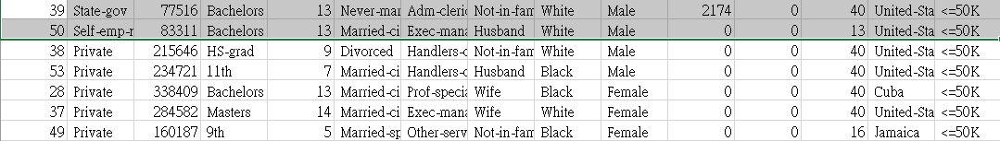 39 State-gov 77516 Bachelors 13 Never-mar Adm-cleric Not-in-fam White Male 2174 0 40 United-Sta <=50K
50 Self-emp-r 83311 Bachelors 13 Married-ci Exec-mana Husband White Male 0 0 13 United-Sta <=50K
38 Private 215646 HS-grad 9 Divorced Handlers-c Not-in-fam White Male 0 0 40 United-Sta <=50K
53 Private 234721 11th 7 Married-ci Handlers-c Husband Black Male 0 0 40 United-Sta <=50K
28 Private 338409 Bachelors 13 Married-ci Prof-specia Wife Black Female 0 0 40 Cuba <=50K
37 Private 284582 Masters 14 Married-ci Exec-mana Wife White Female 0 0 40 United-Sta <=50K
49 Private 160187 9th 5 Married-sp Other-serv Not-in-fam Black Female 0 0 16 Jamaica <=50K